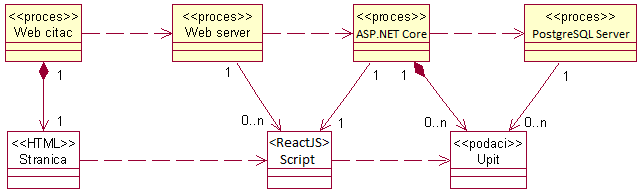 <<proces>>
Web citac
<<proces>>
Web server
<<proces>>
ASP.NET Core
<<proces>>
PostgreSQL Server
1
1
1
1
1
1
0..n
1
0..n
0..n
<<HTML>>
Stranica
<ReactJS>
Script
<<podaci>>
Upit